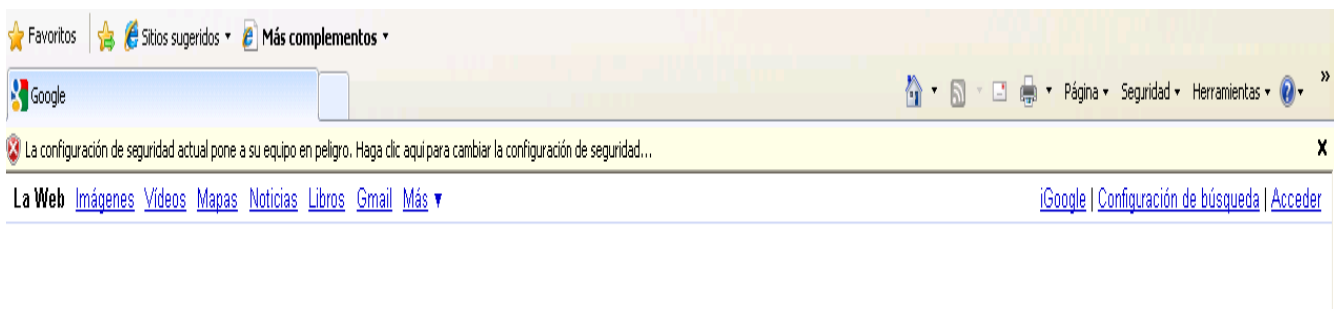 Favoritos Sitios sugeridos Más complementos
Google Página Seguridad Herramientas »
La configuración de seguridad actual pone a su equipo en peligro. Haga clic aquí para cambiar la configuración de seguridad... X
La Web Imágenes Vídeos Mapas Noticias Libros Gmail Más ▼ iGoogle | Configuración de búsqueda | Acceder